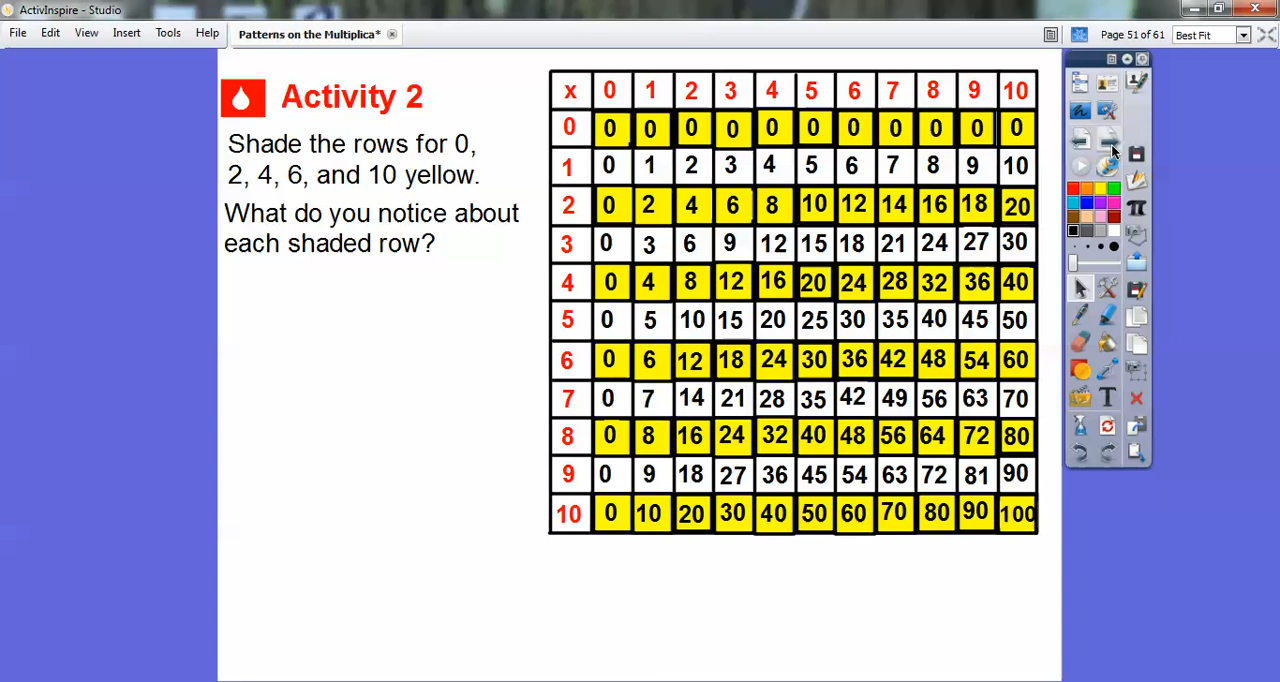 ActivInspire - Studio
File Edit View Insert Tools Help
Patterns on the Multiplica*
Page 51 of 61
Best Fit
Activity 2
Shade the rows for 0,
2, 4, 6, and 10 yellow.
What do you notice about
each shaded row?
x 0 1 2 3 4 5 6 7 8 9 10
0 0 0 0 0 0 0 0 0 0 0 0
1 0 1 2 3 4 5 6 7 8 9 10
2 0 2 4 6 8 10 12 14 16 18 20
3 0 3 6 9 12 15 18 21 24 27 30
4 0 4 8 12 16 20 24 28 32 36 40
5 0 5 10 15 20 25 30 35 40 45 50
6 0 6 12 18 24 30 36 42 48 54 60
7 0 7 14 21 28 35 42 49 56 63 70
8 0 8 16 24 32 40 48 56 64 72 80
9 0 9 18 27 36 45 54 63 72 81 90
10 0 10 20 30 40 50 60 70 80 90 100